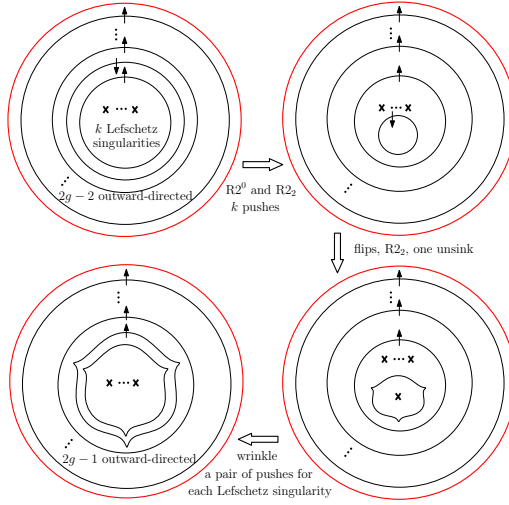 k Lefschetz
singularities
2g − 2 outward-directed
R2⁰ and R2₂
k pushes
flips, R2₂, one unsink
2g − 1 outward-directed
wrinkle
a pair of pushes for
each Lefschetz singularity